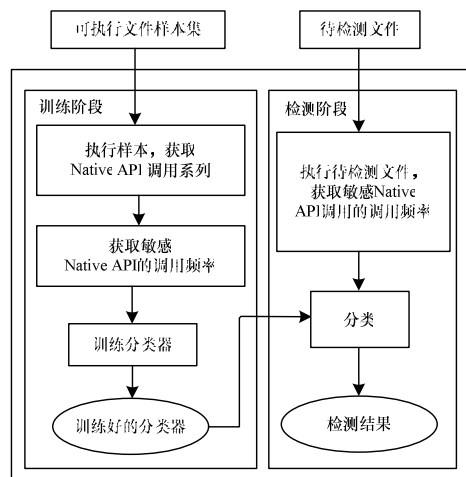 可执行文件样本集
待检测文件
训练阶段
执行样本，获取
Native API 调用系列
获取敏感
Native API的调用频率
训练分类器
训练好的分类器
检测阶段
执行待检测文件，
获取敏感Native
API调用的调用频率
分类
检测结果